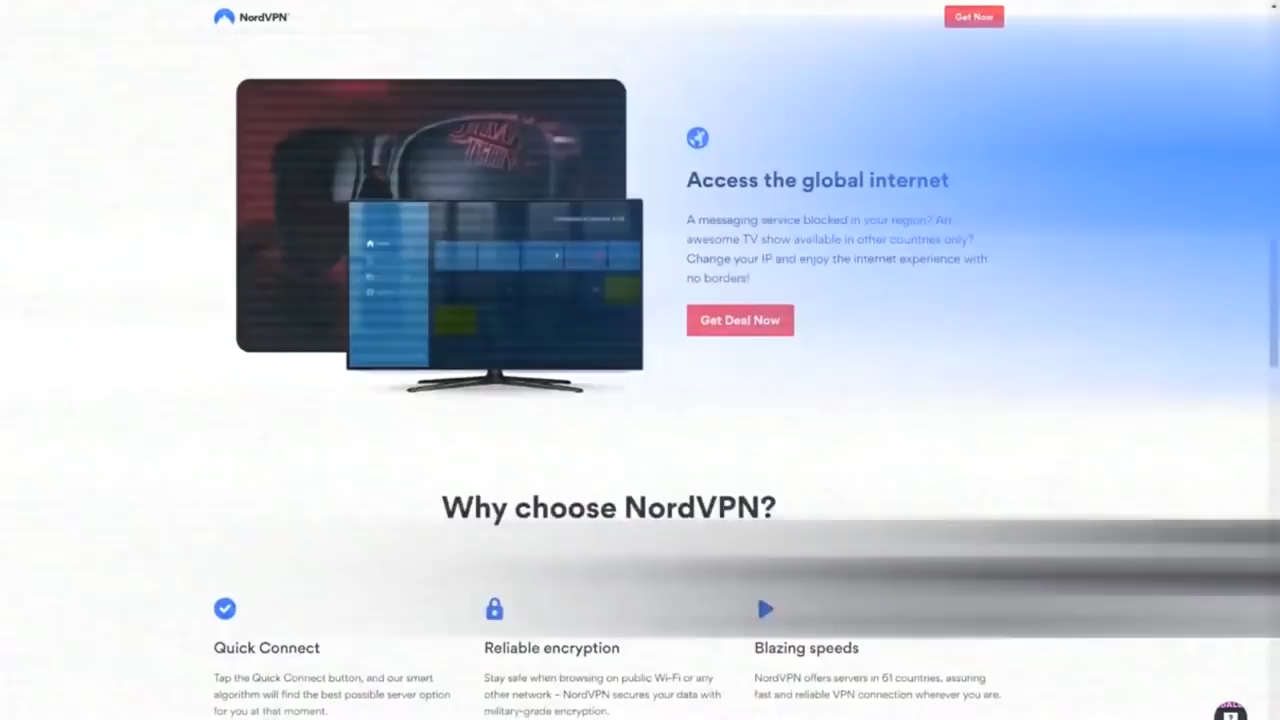 NordVPN®
Get Now
Access the global internet
A messaging service blocked in your region? An
awesome TV show available in other countries only?
Change your IP and enjoy the internet experience with
no borders!
Get Deal Now
Why choose NordVPN?
Quick Connect
Tap the Quick Connect button, and our smart
algorithm will find the best possible server option
for you at that moment.
Reliable encryption
Stay safe when browsing on public Wi-Fi or any
other network – NordVPN secures your data with
military-grade encryption.
Blazing speeds
NordVPN offers servers in 61 countries, assuring
fast and reliable VPN connection wherever you are.